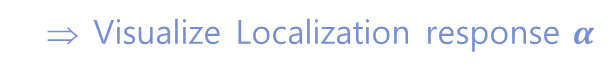 ⇒ Visualize Localization response α